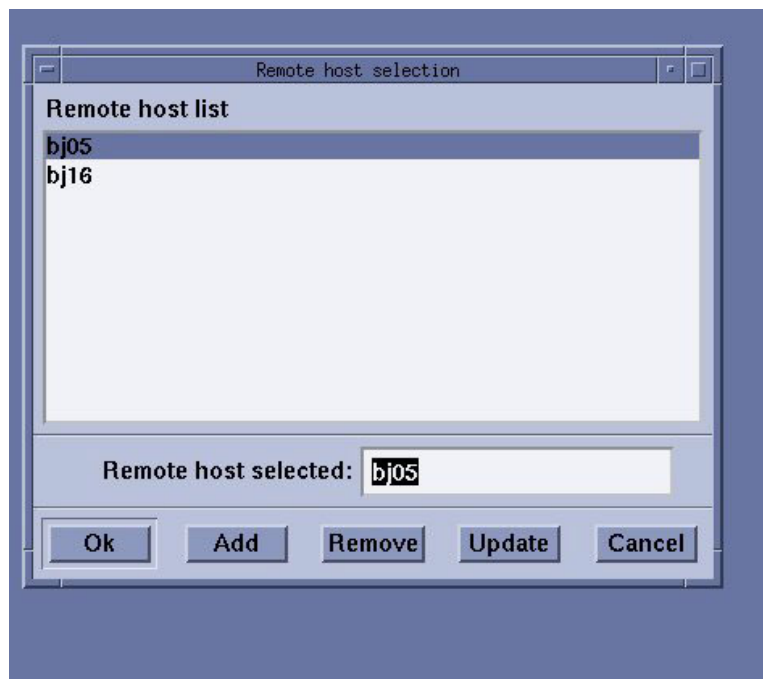 Remote host selection
Remote host list
bj05
bj16
Remote host selected: bj05
Ok Add Remove Update Cancel